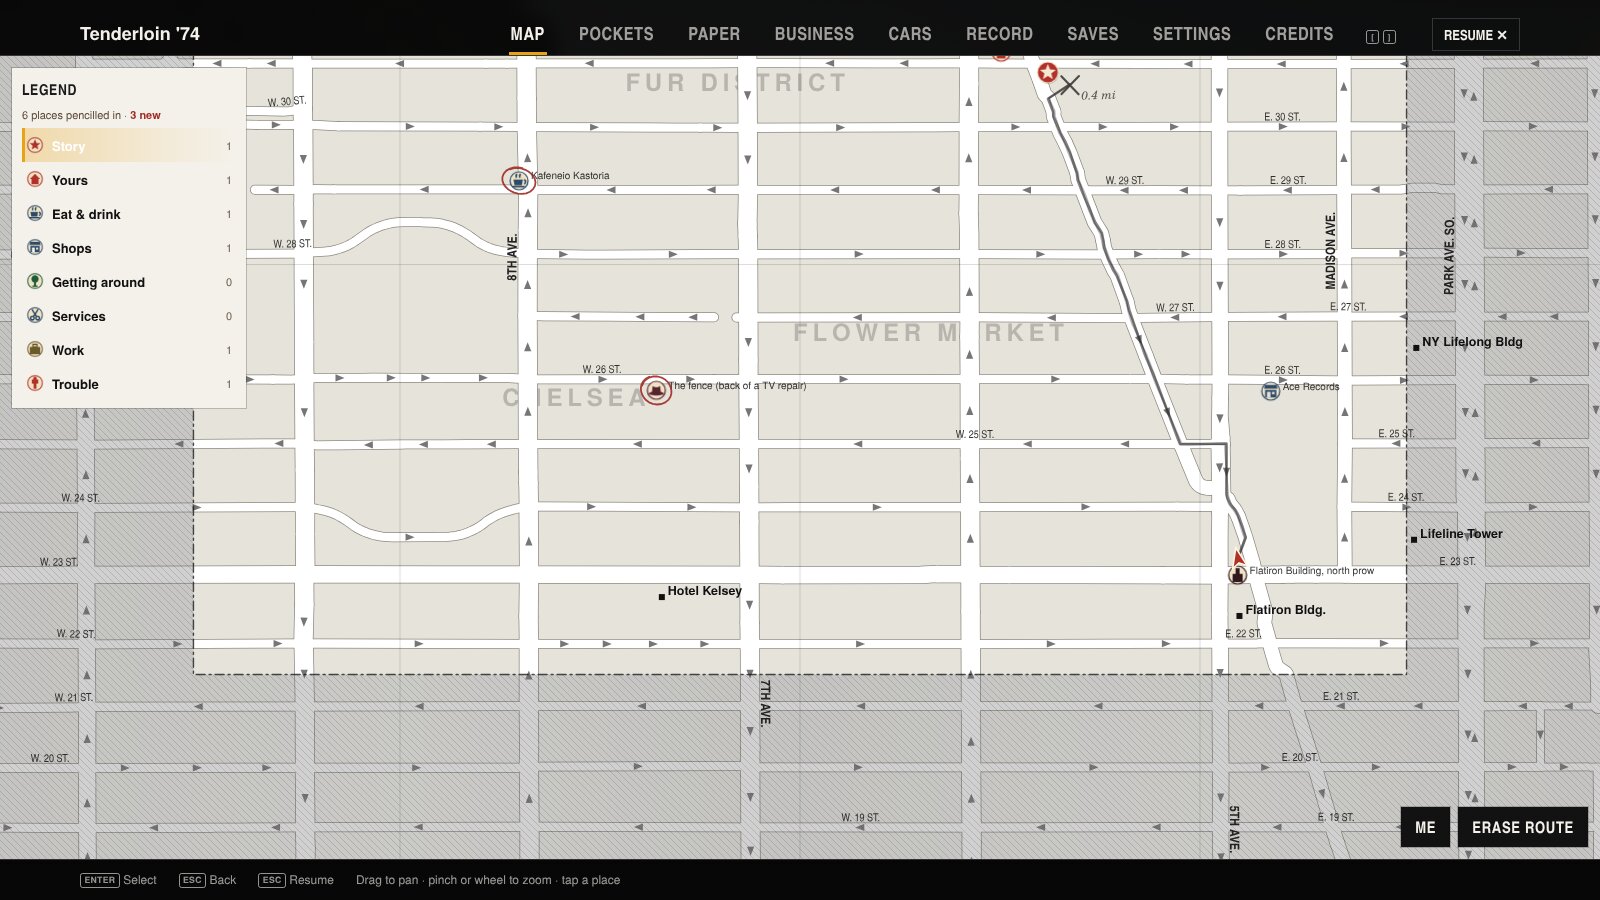 Tenderloin '74
MAP
POCKETS
PAPER
BUSINESS
CARS
RECORD
SAVES
SETTINGS
CREDITS
[ ]
RESUME ✕
LEGEND
6 places pencilled in · 3 new
Story 1
Yours 1
Eat & drink 1
Shops 1
Getting around 0
Services 0
Work 1
Trouble 1
FUR DISTRICT
0.4 mi
W. 30 ST.
E. 30 ST.
Kafeneio Kastoria
W. 29 ST.
E. 29 ST.
W. 28 ST.
8TH AVE.
E. 28 ST.
MADISON AVE.
PARK AVE. SO.
W. 27 ST.
E. 27 ST.
FLOWER MARKET
NY Lifelong Bldg
W. 26 ST.
E. 26 ST.
The fence (back of a TV repair)
Ace Records
CHELSEA
W. 25 ST.
E. 25 ST.
W. 24 ST.
E. 24 ST.
Lifeline Tower
W. 23 ST.
E. 23 ST.
Flatiron Building, north prow
Hotel Kelsey
Flatiron Bldg.
W. 22 ST.
E. 22 ST.
W. 21 ST.
7TH AVE.
E. 21 ST.
W. 20 ST.
E. 20 ST.
W. 19 ST.
5TH AVE.
E. 19 ST.
ME
ERASE ROUTE
ENTER Select
ESC Back
ESC Resume
Drag to pan · pinch or wheel to zoom · tap a place